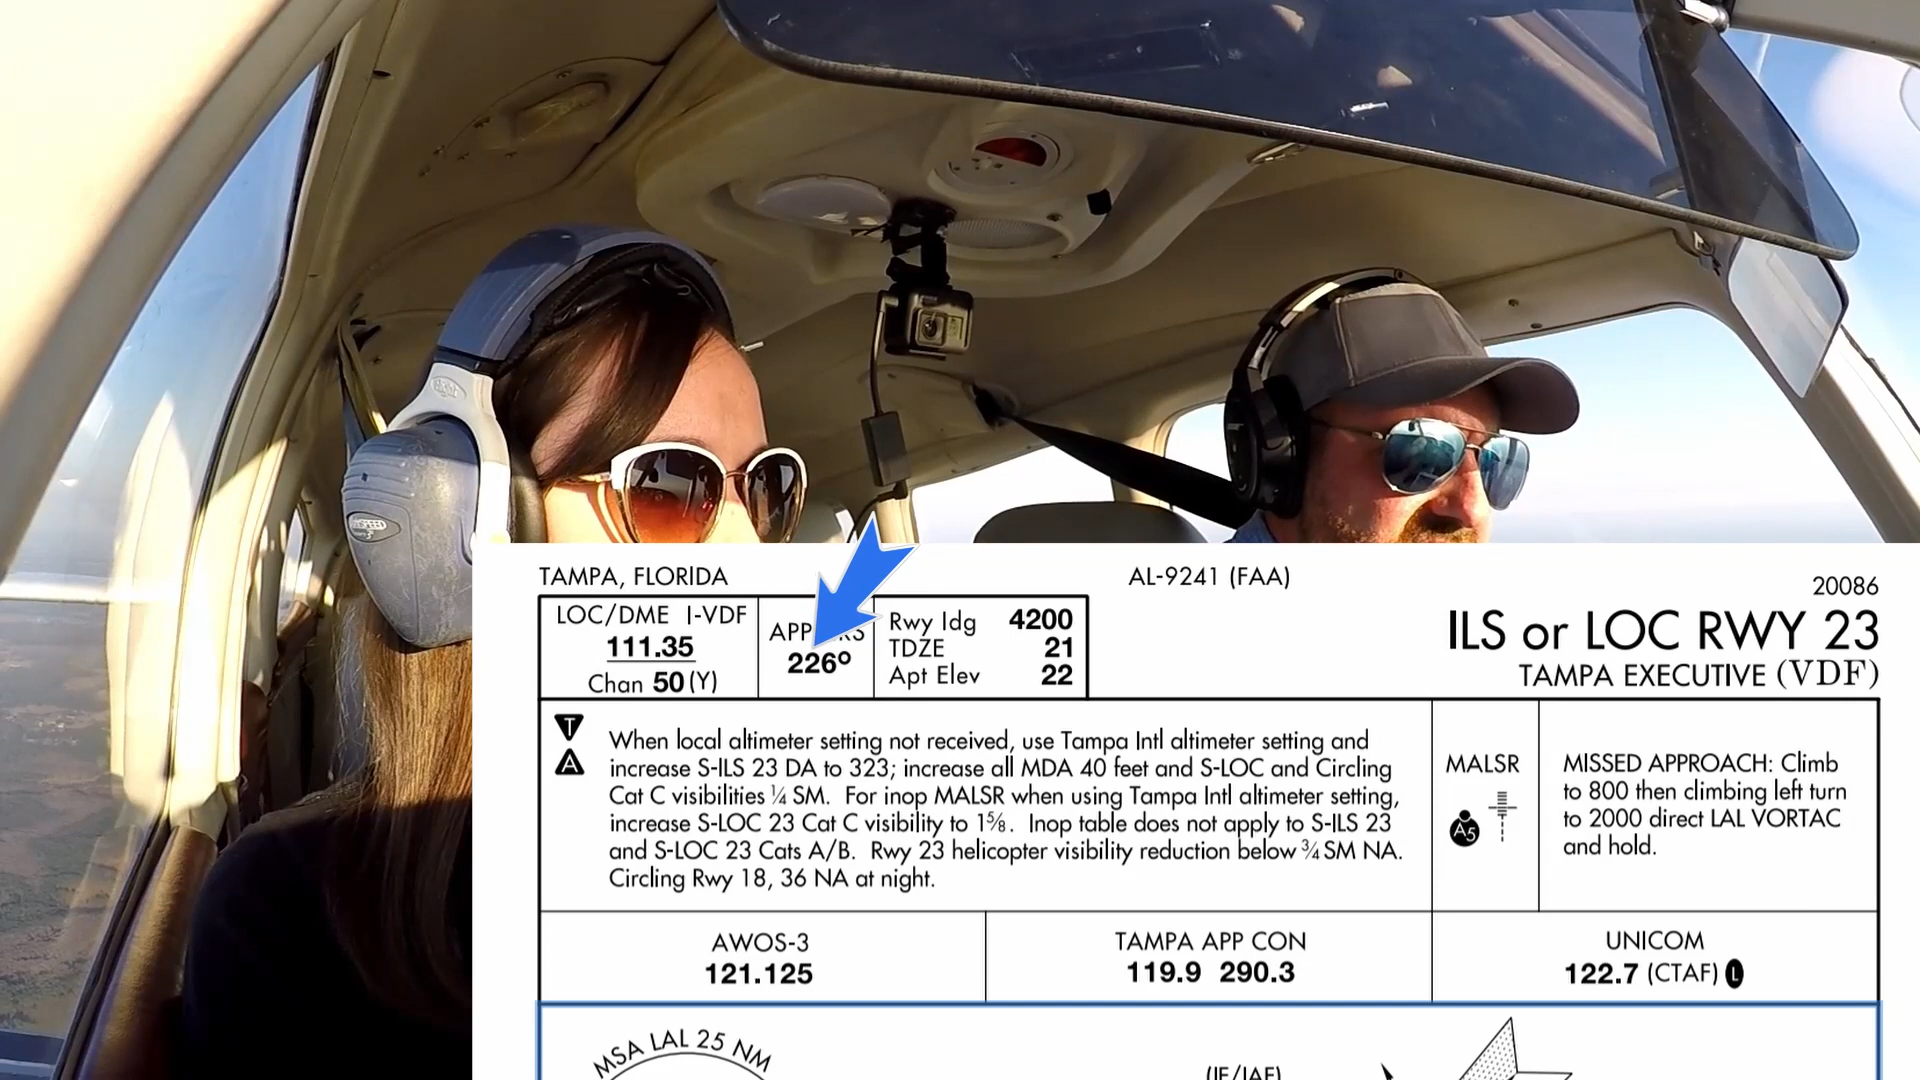 TAMPA, FLORIDA
AL-9241 (FAA)
20086
LOC/DME I-VDF
111.35
Chan 50 (Y)
226°
Rwy ldg 4200
TDZE 21
Apt Elev 22
ILS or LOC RWY 23
TAMPA EXECUTIVE (VDF)
T
A
When local altimeter setting not received, use Tampa Intl altimeter setting and
increase S-ILS 23 DA to 323; increase all MDA 40 feet and S-LOC and Circling
Cat C visibilities ¼ SM. For inop MALSR when using Tampa Intl altimeter setting,
increase S-LOC 23 Cat C visibility to 1⅝. Inop table does not apply to S-ILS 23
and S-LOC 23 Cats A/B. Rwy 23 helicopter visibility reduction below ¾ SM NA.
Circling Rwy 18, 36 NA at night.
MALSR
A5
MISSED APPROACH: Climb
to 800 then climbing left turn
to 2000 direct LAL VORTAC
and hold.
AWOS-3
121.125
TAMPA APP CON
119.9 290.3
UNICOM
122.7 (CTAF) L
MSA LAL 25 NM
(IF/IAF)